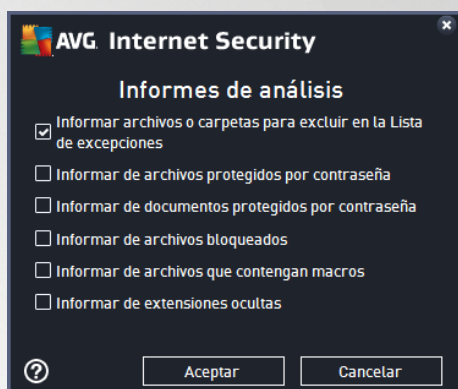 AVG. Internet Security
Informes de análisis
Informar archivos o carpetas para excluir en la Lista
de excepciones
Informar de archivos protegidos por contraseña
Informar de documentos protegidos por contraseña
Informar de archivos bloqueados
Informar de archivos que contengan macros
Informar de extensiones ocultas
?
Aceptar
Cancelar